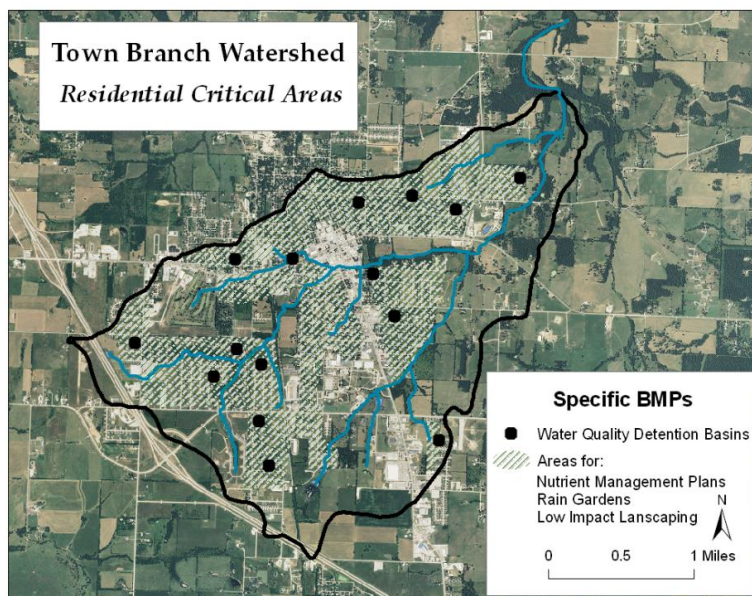 Town Branch Watershed
Residential Critical Areas
Specific BMPs
Water Quality Detention Basins
Areas for:
Nutrient Management Plans
Rain Gardens
Low Impact Lanscaping
N
0 0.5 1 Miles